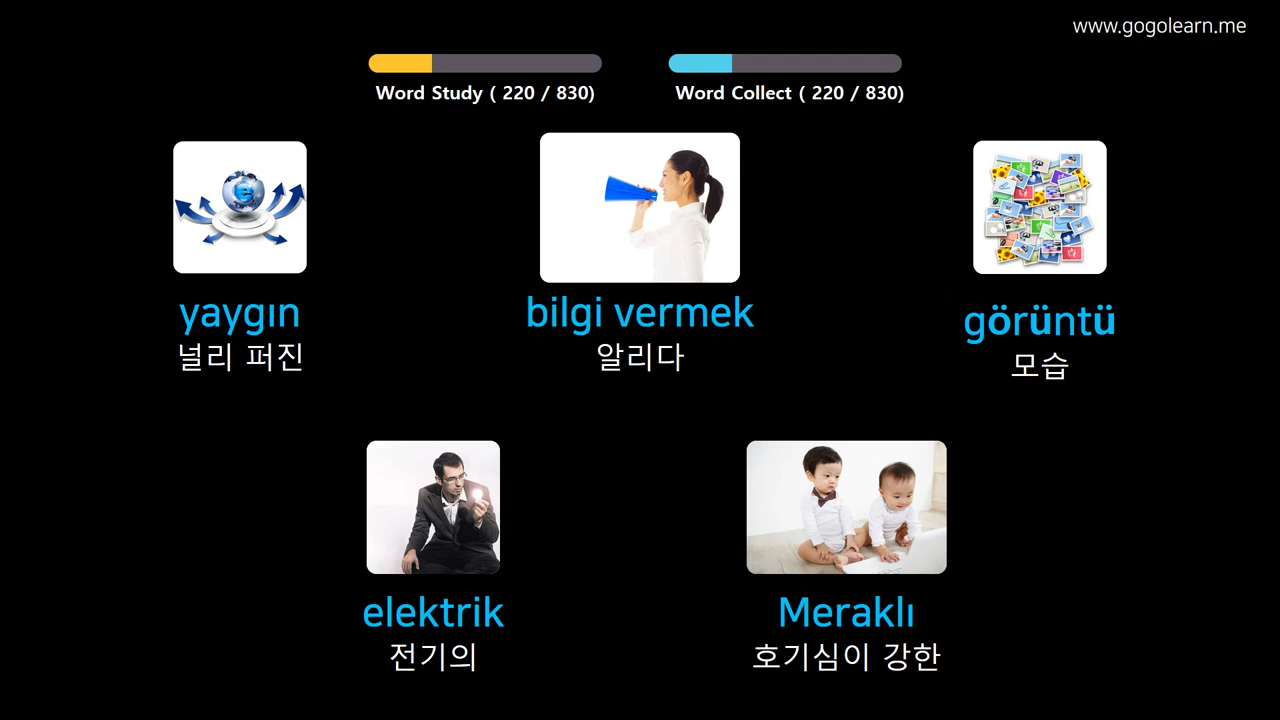 www.gogolearn.me
Word Study ( 220 / 830)
Word Collect ( 220 / 830)
yaygın
널리 퍼진
bilgi vermek
알리다
görüntü
모습
elektrik
전기의
Meraklı
호기심이 강한